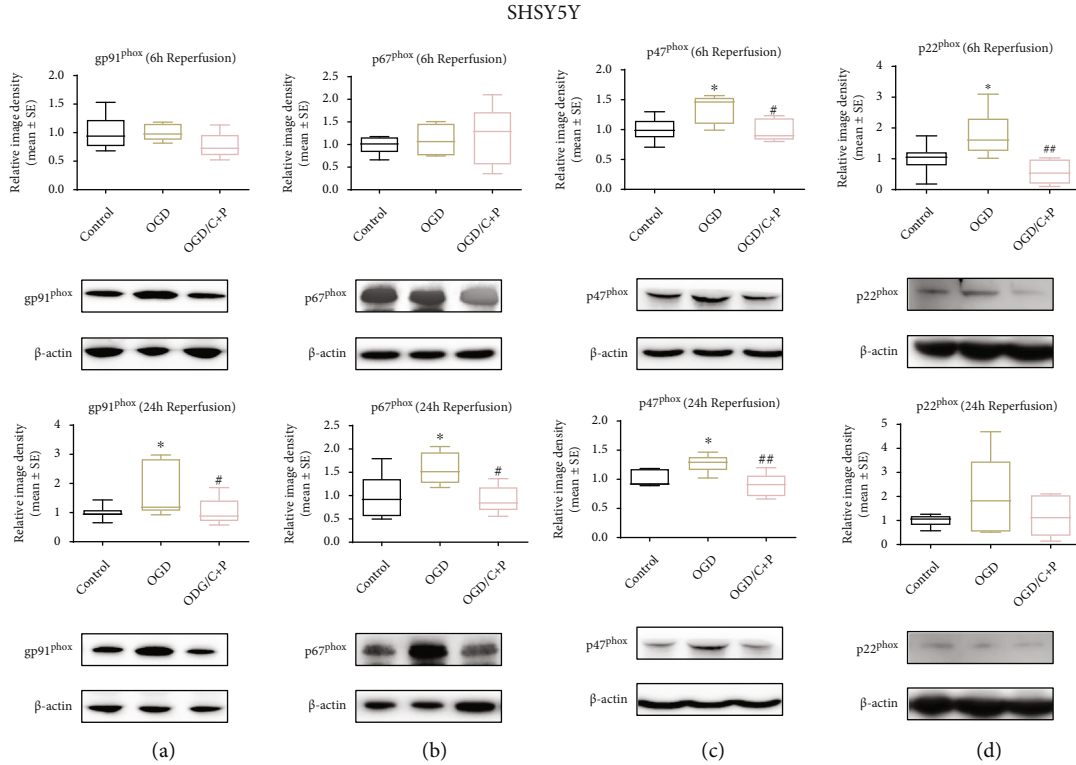 SHSY5Y
gp91phox (6h Reperfusion)
Relative image density
(mean ± SE)
2.0
1.5
1.0
0.5
0.0
Control
OGD
OGD/C+P
gp91phox
β-actin
p67phox (6h Reperfusion)
Relative image density
(mean ± SE)
2.5
2.0
1.5
1.0
0.5
0.0
Control
OGD
OGD/C+P
p67phox
β-actin
p47phox (6h Reperfusion)
Relative image density
(mean ± SE)
2.0
1.5
1.0
0.5
0.0
*
#
Control
OGD
OGD/C+P
p47phox
β-actin
p22phox (6h Reperfusion)
Relative image density
(mean ± SE)
4
3
2
1
0
*
##
Control
OGD
OGD/C+P
p22phox
β-actin
gp91phox (24h Reperfusion)
Relative image density
(mean ± SE)
4
3
2
1
0
*
#
Control
OGD
ODG/C+P
gp91phox
β-actin
(a)
p67phox (24h Reperfusion)
Relative image density
(mean ± SE)
2.5
2.0
1.5
1.0
0.5
0.0
*
#
Control
OGD
OGD/C+P
p67phox
β-actin
(b)
p47phox (24h Reperfusion)
Relative image density
(mean ± SE)
2.0
1.5
1.0
0.5
0.0
*
##
Control
OGD
OGD/C+P
p47phox
β-actin
(c)
p22phox (24h Reperfusion)
Relative image density
(mean ± SE)
5
4
3
2
1
0
Control
OGD
OGD/C+P
p22phox
β-actin
(d)